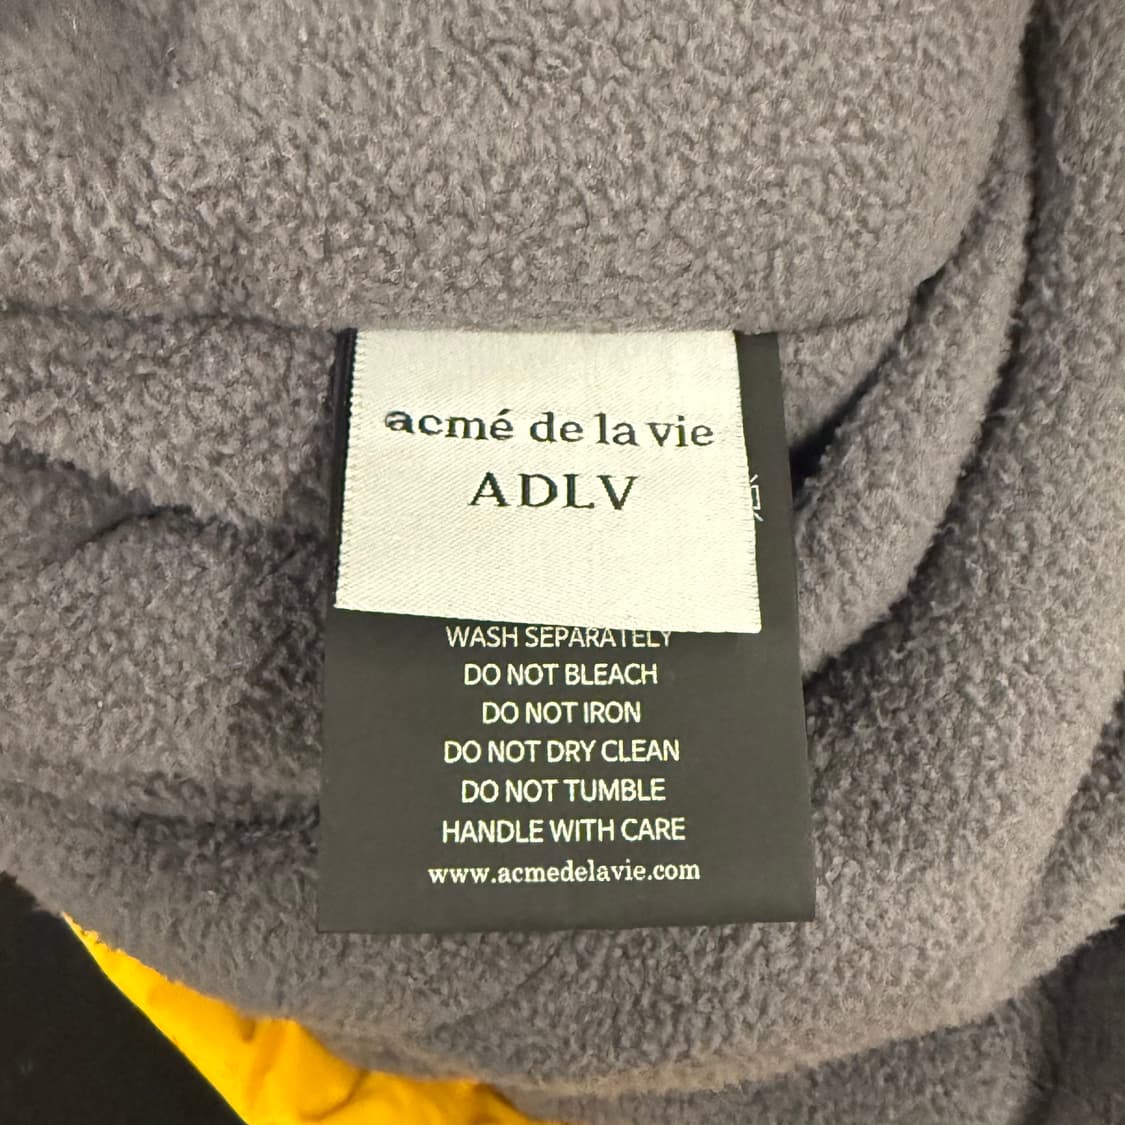 acmé de la vie
ADLV
WASH SEPARATELY
DO NOT BLEACH
DO NOT IRON
DO NOT DRY CLEAN
DO NOT TUMBLE
HANDLE WITH CARE
www.acmedelavie.com